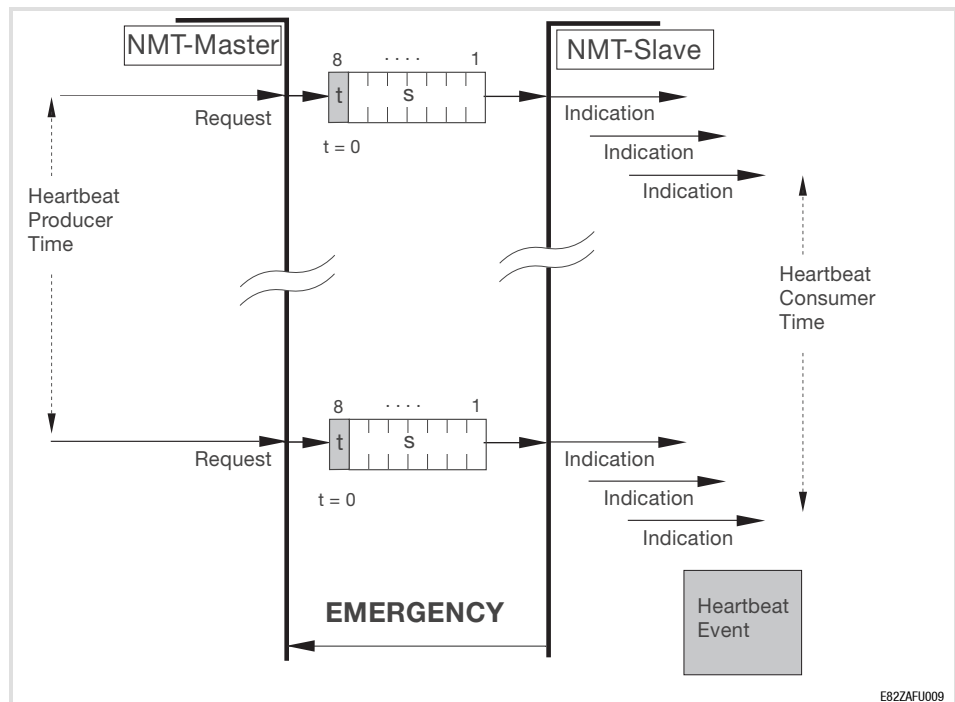 NMT-Master
NMT-Slave
8 . . . . 1
t s
Request
t = 0
Indication
Indication
Indication
Heartbeat
Producer
Time
Heartbeat
Consumer
Time
8 . . . . 1
t s
Request
t = 0
Indication
Indication
Indication
EMERGENCY
Heartbeat
Event
E82ZAFU009